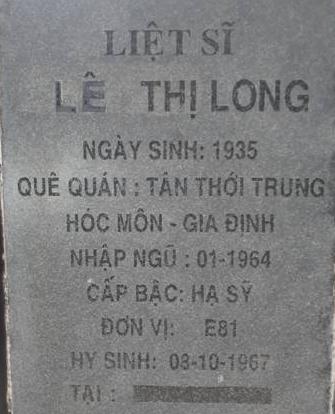 LIỆT SĨ
LÊ THỊ LONG
NGÀY SINH: 1935
QUÊ QUÁN : TÂN THỚI TRUNG
HÓC MÔN - GIA ĐỊNH
NHẬP NGŨ : 01-1964
CẤP BẬC: HẠ SỸ
ĐƠN VỊ: E81
HY SINH: 08-10-1967
TẠI :